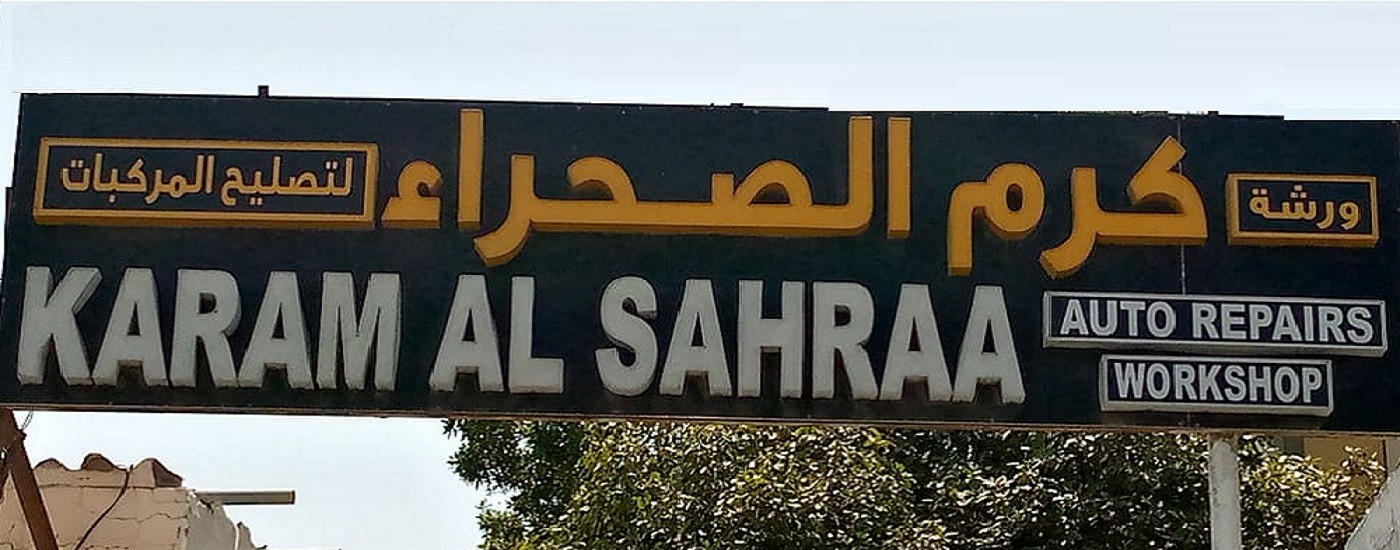 ورشة كرم الصحراء لتصليح المركبات
KARAM AL SAHRAA AUTO REPAIRS
WORKSHOP